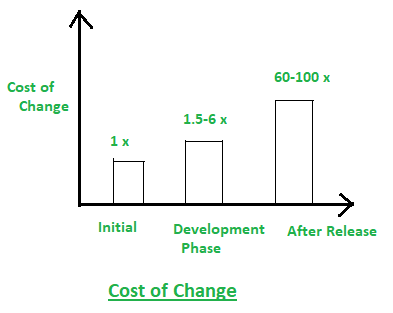 Cost of
Change
60-100 x
1.5-6 x
1 x
Initial
Development
Phase
After Release
Cost of Change